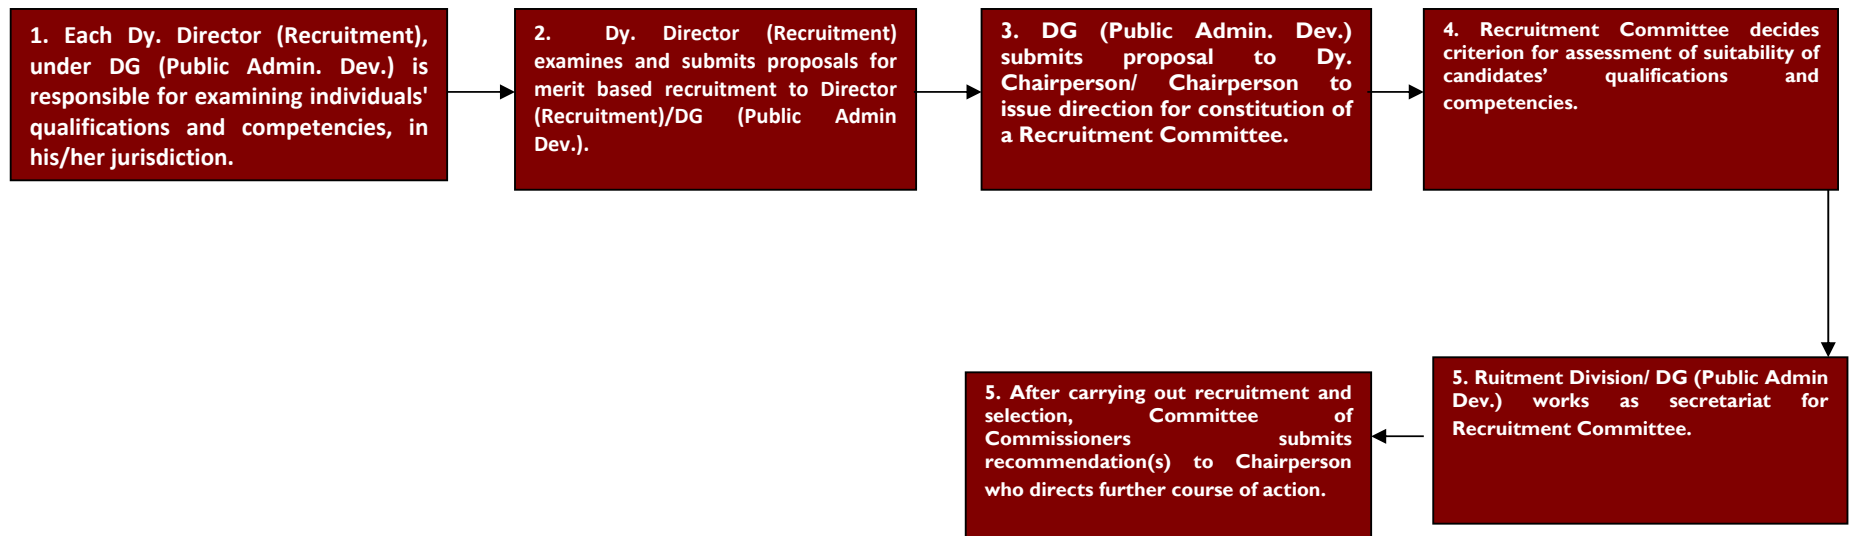 1. Each Dy. Director (Recruitment),
under DG (Public Admin. Dev.) is
responsible for examining individuals'
qualifications and competencies, in
his/her jurisdiction.
2. Dy. Director (Recruitment)
examines and submits proposals for
merit based recruitment to Director
(Recruitment)/DG (Public Admin
Dev.).
3. DG (Public Admin. Dev.)
submits proposal to Dy.
Chairperson/ Chairperson to
issue direction for constitution of
a Recruitment Committee.
4. Recruitment Committee decides
criterion for assessment of suitability of
candidates’ qualifications and
competencies.
5. Ruitment Division/ DG (Public Admin
Dev.) works as secretariat for
Recruitment Committee.
5. After carrying out recruitment and
selection, Committee of
Commissioners submits
recommendation(s) to Chairperson
who directs further course of action.